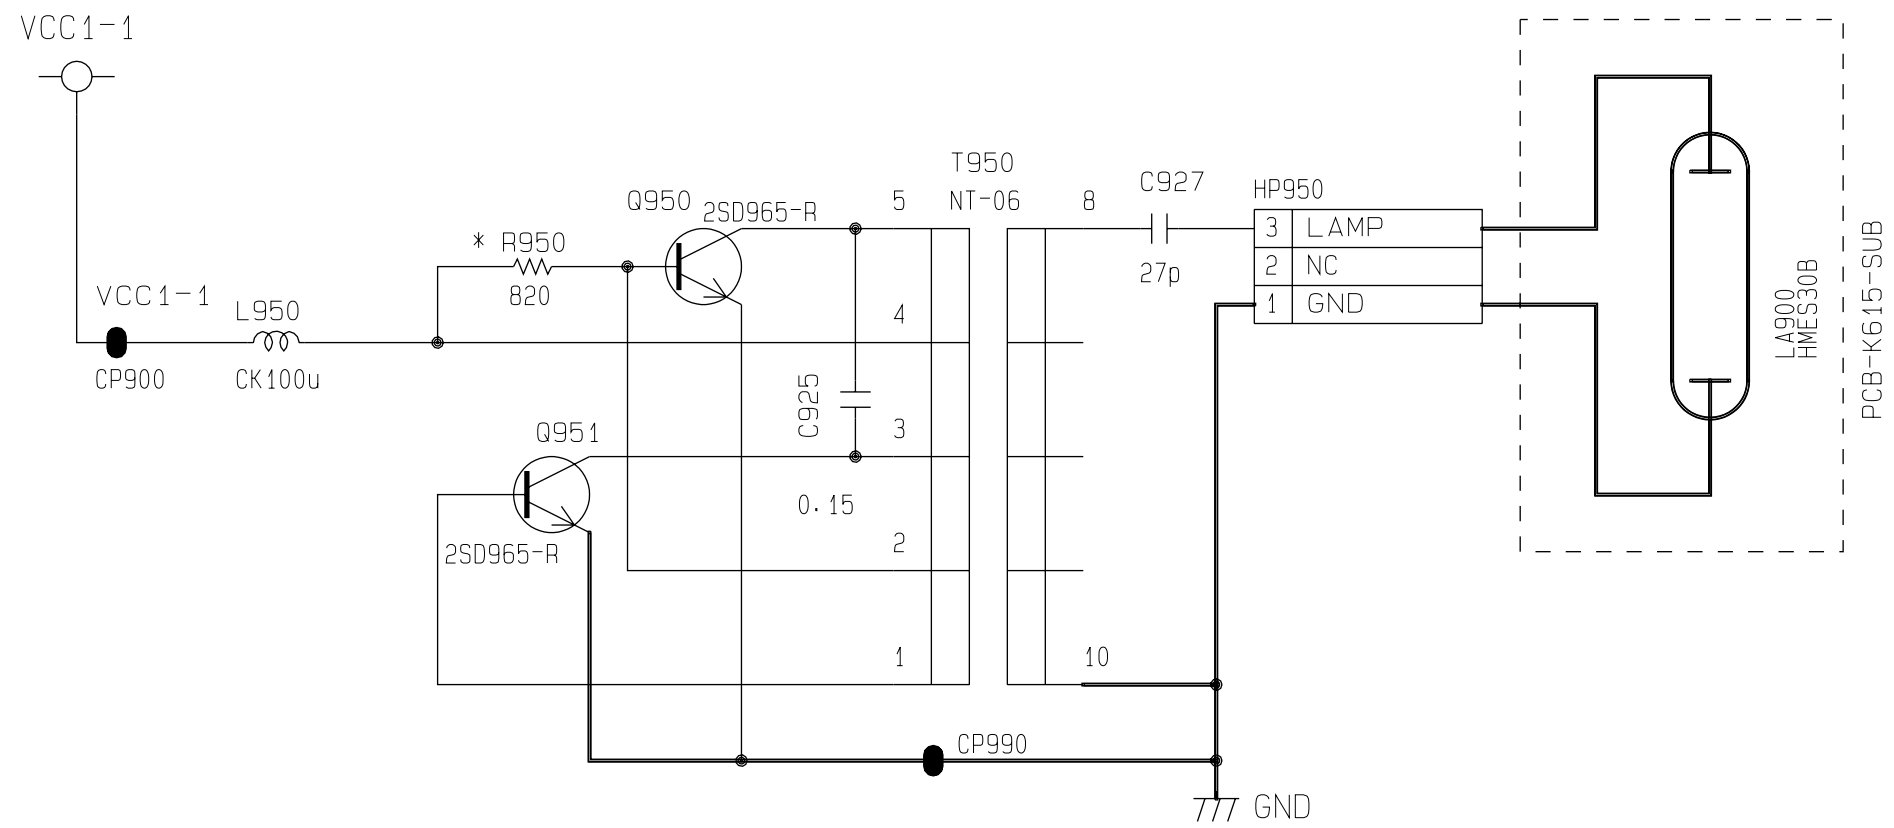 VCC1-1
VCC1-1
CP900
L950
CK100u
* R950
820
Q950
2SD965-R
Q951
2SD965-R
C925
0.15
5
4
3
2
1
T950
NT-06
8
10
C927
27p
HP950
3 LAMP
2 NC
1 GND
CP990
GND
LA900
HMES30B
PCB-K615-SUB